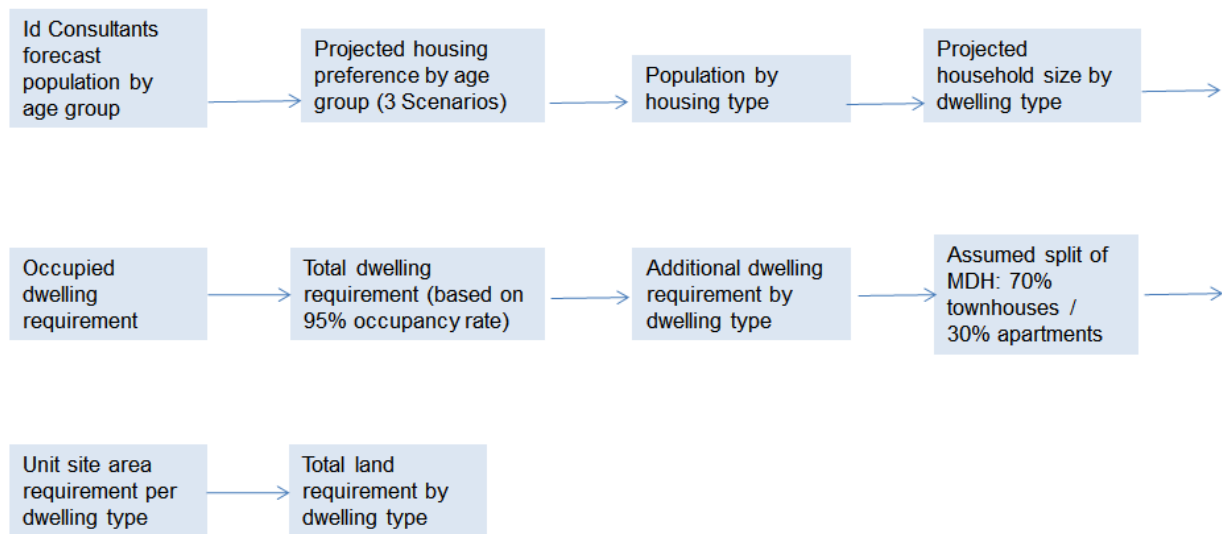 Id Consultants
forecast
population by
age group
Projected housing
preference by age
group (3 Scenarios)
Population by
housing type
Projected
household size by
dwelling type
Occupied
dwelling
requirement
Total dwelling
requirement (based on
95% occupancy rate)
Additional dwelling
requirement by
dwelling type
Assumed split of
MDH: 70%
townhouses /
30% apartments
Unit site area
requirement per
dwelling type
Total land
requirement by
dwelling type